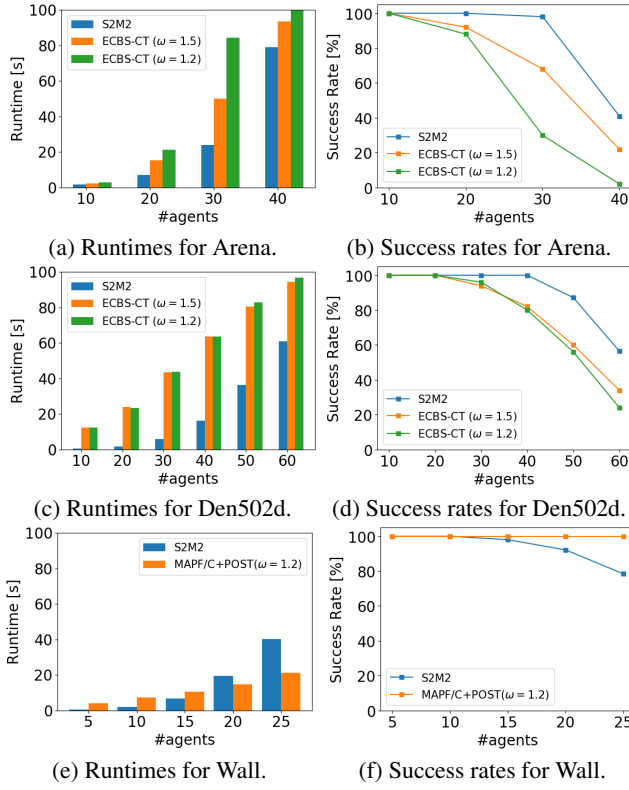 100
80
60
40
20
0
Runtime [s]
S2M2
ECBS-CT (ω = 1.5)
ECBS-CT (ω = 1.2)
10 20 30 40
#agents
(a) Runtimes for Arena.
100
80
60
40
20
0
Success Rate [%]
S2M2
ECBS-CT (ω = 1.5)
ECBS-CT (ω = 1.2)
10 20 30 40
#agents
(b) Success rates for Arena.
100
80
60
40
20
0
Runtime [s]
S2M2
ECBS-CT (ω = 1.5)
ECBS-CT (ω = 1.2)
10 20 30 40 50 60
#agents
(c) Runtimes for Den502d.
100
80
60
40
20
0
Success Rate [%]
S2M2
ECBS-CT (ω = 1.5)
ECBS-CT (ω = 1.2)
10 20 30 40 50 60
#agents
(d) Success rates for Den502d.
100
80
60
40
20
0
Runtime [s]
S2M2
MAPF/C+POST(ω = 1.2)
5 10 15 20 25
#agents
(e) Runtimes for Wall.
100
80
60
40
20
0
Success Rate [%]
S2M2
MAPF/C+POST(ω = 1.2)
5 10 15 20 25
#agents
(f) Success rates for Wall.